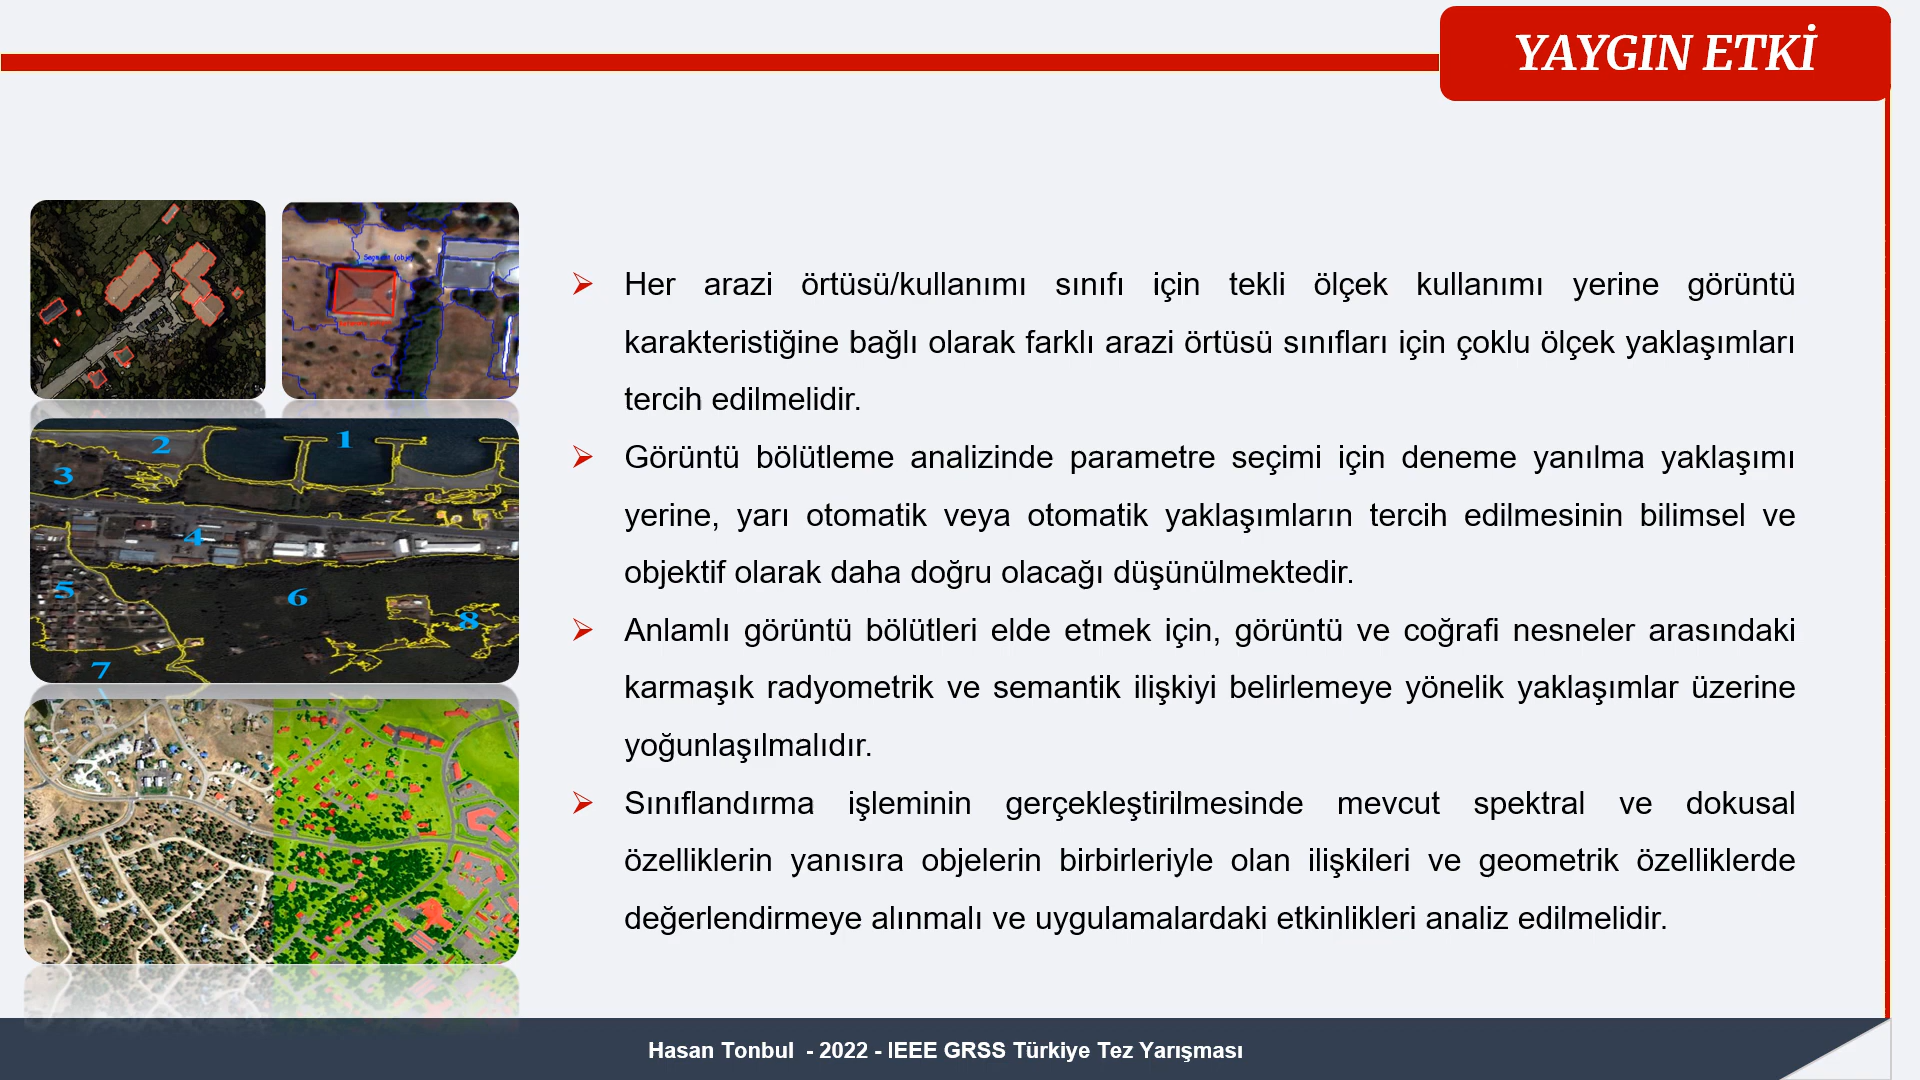 YAYGIN ETKİ
Her arazi örtüsü/kullanımı sınıfı için tekli ölçek kullanımı yerine görüntü
karakteristiğine bağlı olarak farklı arazi örtüsü sınıfları için çoklu ölçek yaklaşımları
tercih edilmelidir.
Görüntü bölütleme analizinde parametre seçimi için deneme yanılma yaklaşımı
yerine, yarı otomatik veya otomatik yaklaşımların tercih edilmesinin bilimsel ve
objektif olarak daha doğru olacağı düşünülmektedir.
Anlamlı görüntü bölütleri elde etmek için, görüntü ve coğrafi nesneler arasındaki
karmaşık radyometrik ve semantik ilişkiyi belirlemeye yönelik yaklaşımlar üzerine
yoğunlaşılmalıdır.
Sınıflandırma işleminin gerçekleştirilmesinde mevcut spektral ve dokusal
özelliklerin yanısıra objelerin birbirleriyle olan ilişkileri ve geometrik özelliklerde
değerlendirmeye alınmalı ve uygulamalardaki etkinlikleri analiz edilmelidir.
1
2
3
4
5
6
8
7
Hasan Tonbul - 2022 - IEEE GRSS Türkiye Tez Yarışması